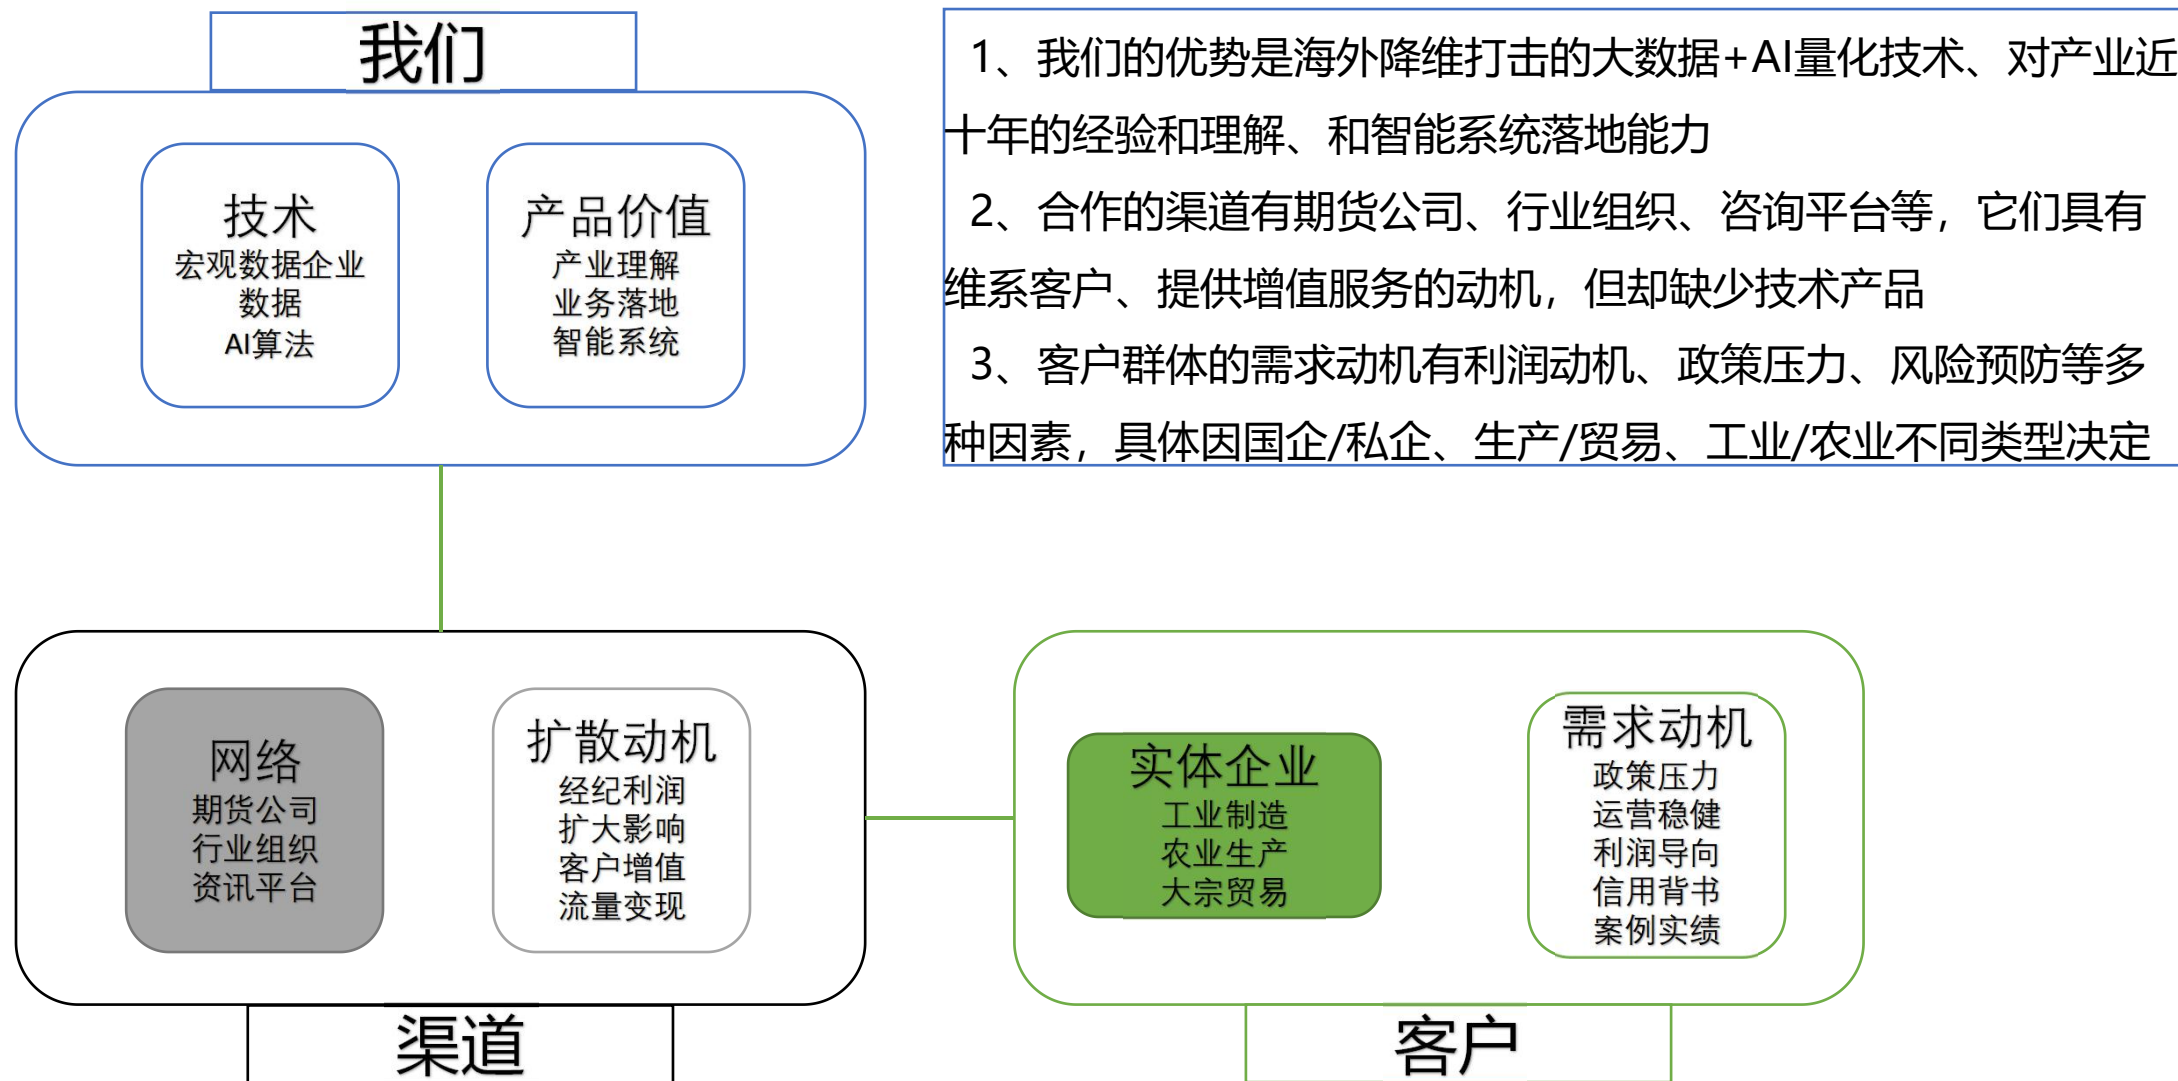 我们
技术
宏观数据企业
数据
AI算法
产品价值
产业理解
业务落地
智能系统
1、我们的优势是海外降维打击的大数据+AI量化技术、对产业近
十年的经验和理解、和智能系统落地能力
2、合作的渠道有期货公司、行业组织、咨询平台等，它们具有
维系客户、提供增值服务的动机，但却缺少技术产品
3、客户群体的需求动机有利润动机、政策压力、风险预防等多
种因素，具体因国企/私企、生产/贸易、工业/农业不同类型决定
网络
期货公司
行业组织
资讯平台
扩散动机
经纪利润
扩大影响
客户增值
流量变现
渠道
实体企业
工业制造
农业生产
大宗贸易
需求动机
政策压力
运营稳健
利润导向
信用背书
案例实绩
客户